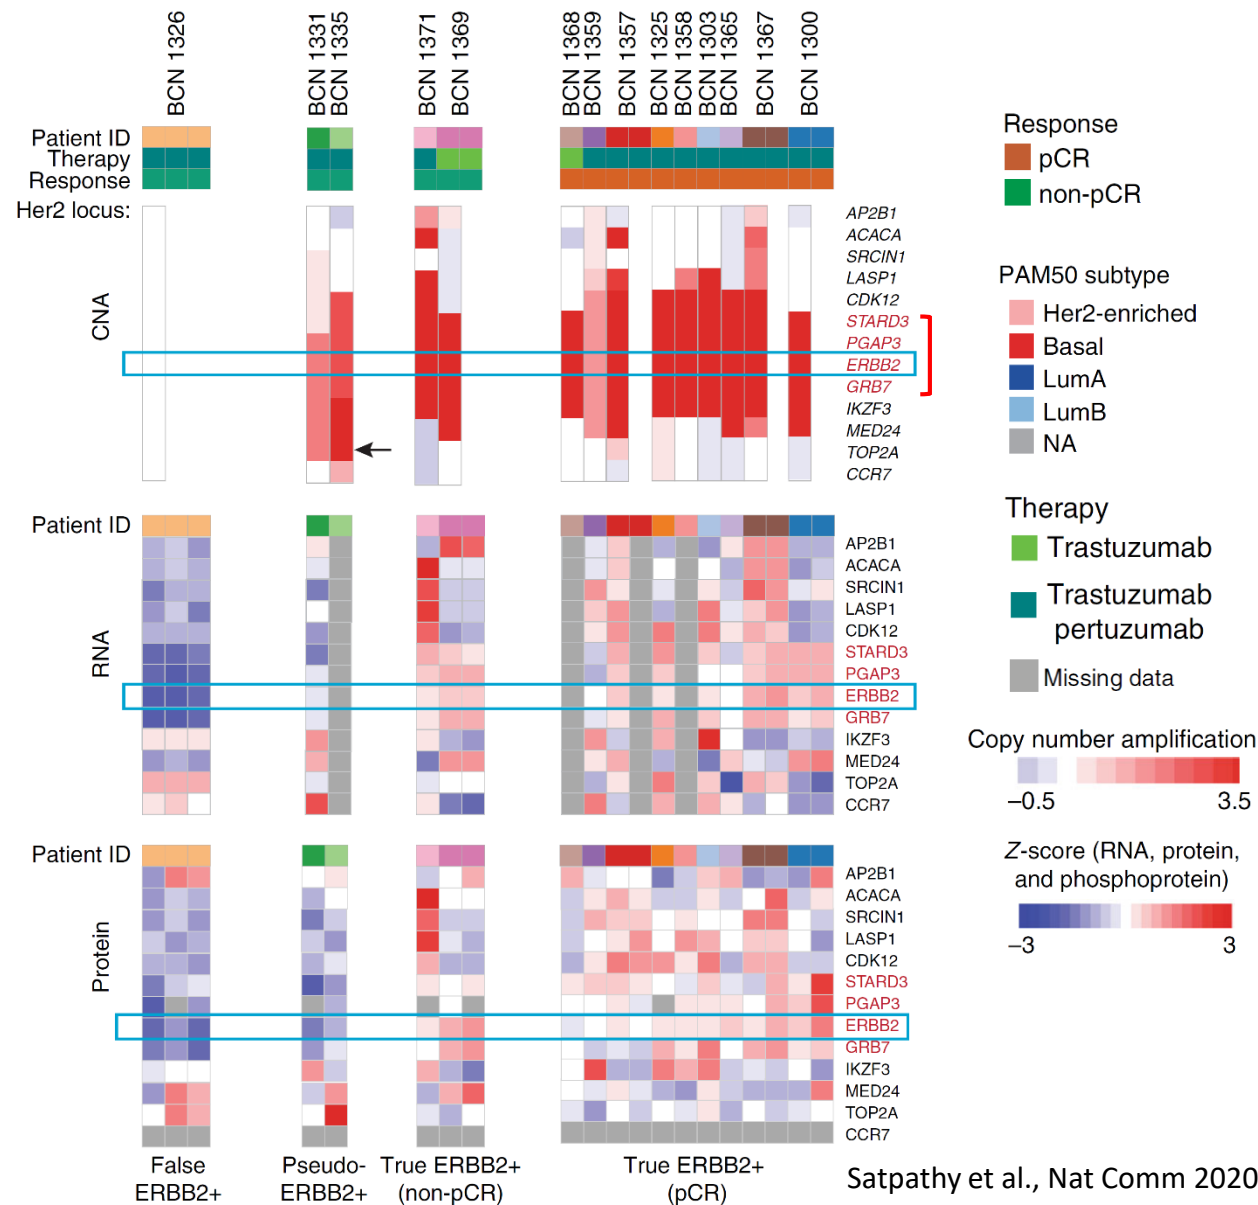 BCN 1326
BCN 1331
BCN 1335
BCN 1371
BCN 1369
BCN 1368
BCN 1359
BCN 1357
BCN 1325
BCN 1358
BCN 1303
BCN 1365
BCN 1367
BCN 1300
Patient ID
Therapy
Response
Her2 locus:
CNA
AP2B1
ACACA
SRCIN1
LASP1
CDK12
STARD3
PGAP3
ERBB2
GRB7
IKZF3
MED24
TOP2A
CCR7
Patient ID
RNA
AP2B1
ACACA
SRCIN1
LASP1
CDK12
STARD3
PGAP3
ERBB2
GRB7
IKZF3
MED24
TOP2A
CCR7
Patient ID
Protein
AP2B1
ACACA
SRCIN1
LASP1
CDK12
STARD3
PGAP3
ERBB2
GRB7
IKZF3
MED24
TOP2A
CCR7
False
ERBB2+
Pseudo-
ERBB2+
True ERBB2+
(non-pCR)
True ERBB2+
(pCR)
Response
pCR
non-pCR
PAM50 subtype
Her2-enriched
Basal
LumA
LumB
NA
Therapy
Trastuzumab
Trastuzumab
pertuzumab
Missing data
Copy number amplification
−0.5 3.5
Z-score (RNA, protein,
and phosphoprotein)
−3 3
Satpathy et al., Nat Comm 2020